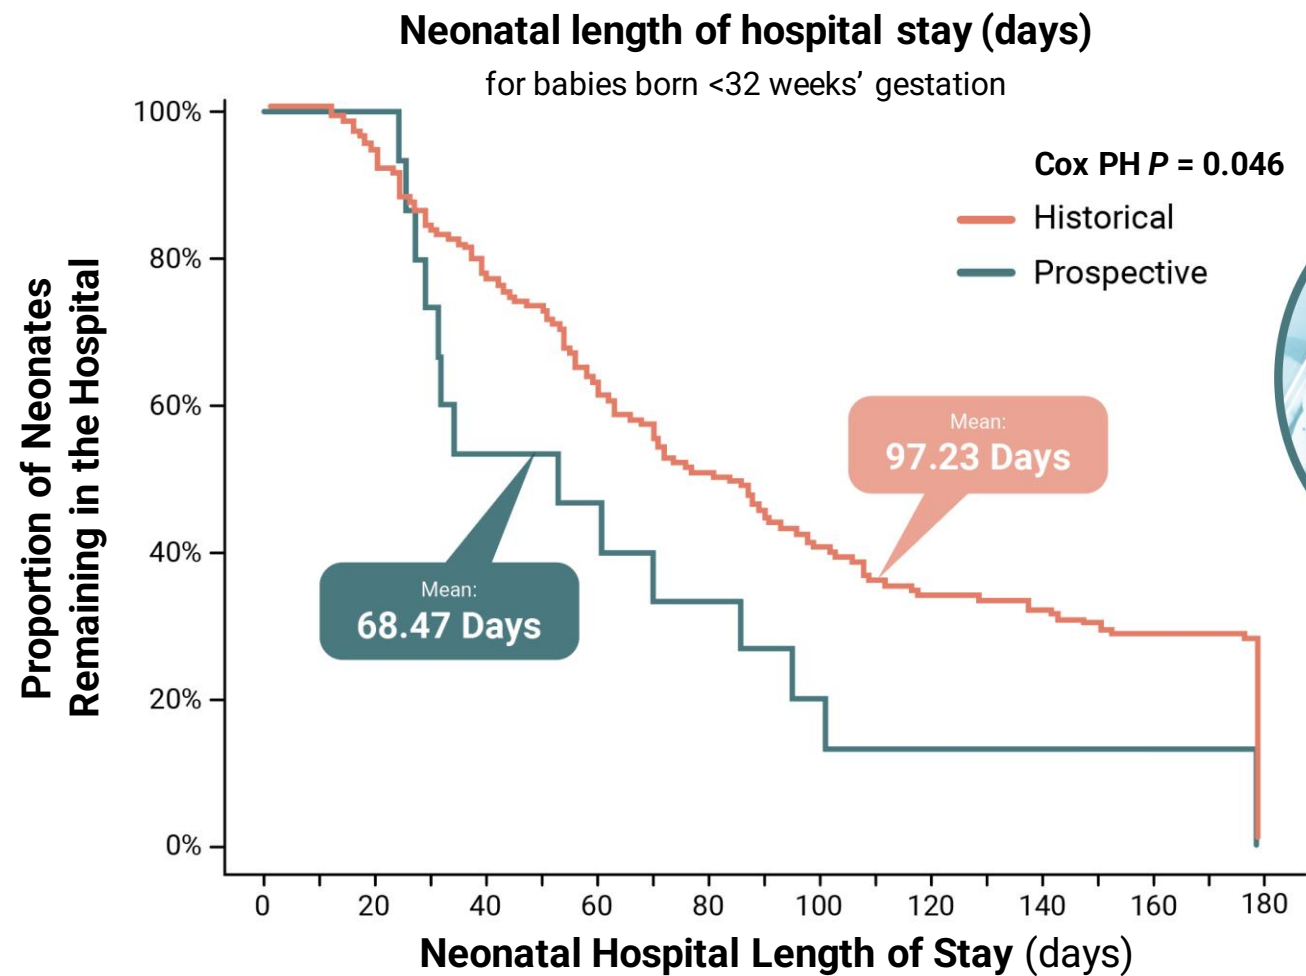 Neonatal length of hospital stay (days)
for babies born <32 weeks’ gestation
Cox PH P = 0.046
Historical
Prospective
Proportion of Neonates
Remaining in the Hospital
100%
80%
60%
40%
20%
0%
Mean:
97.23 Days
Mean:
68.47 Days
0 20 40 60 80 100 120 140 160 180
Neonatal Hospital Length of Stay (days)